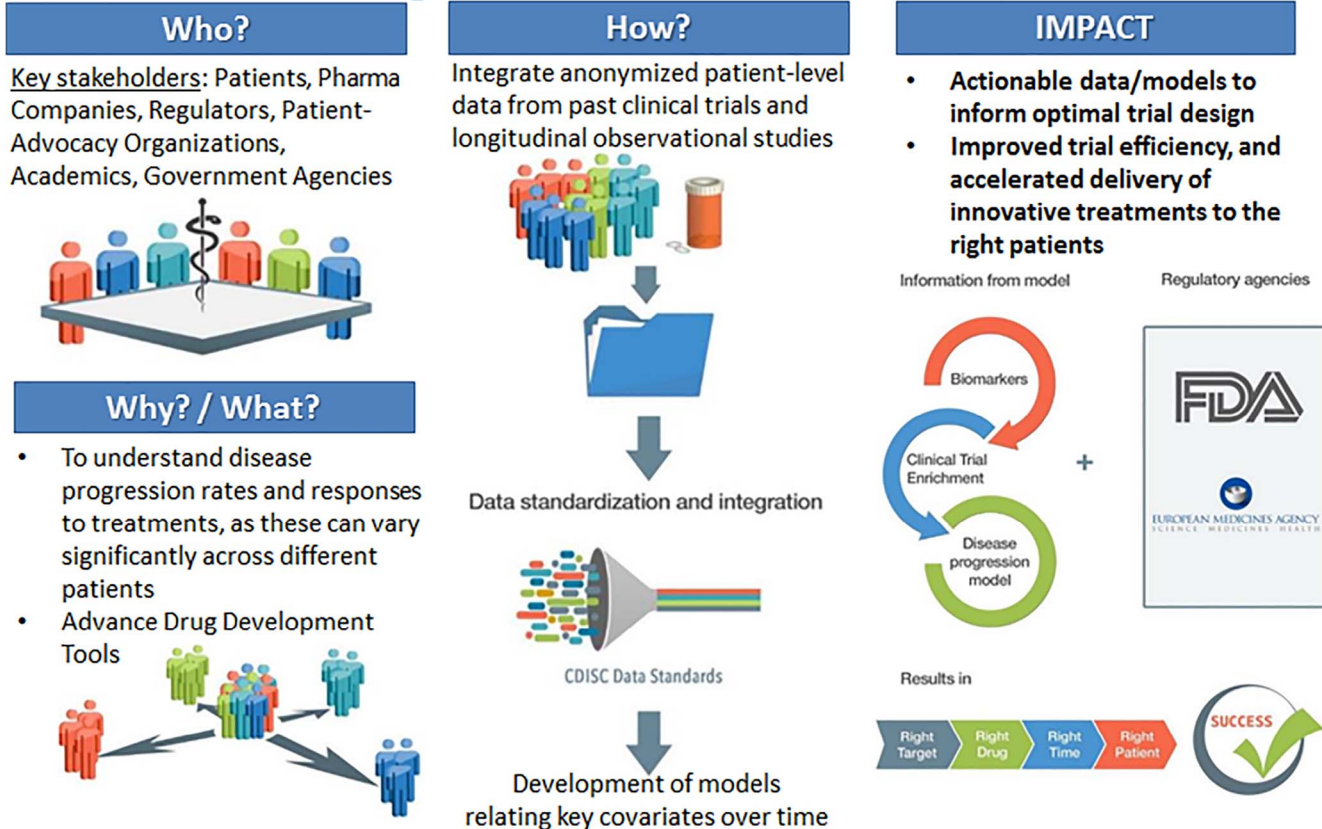 Who?
Key stakeholders: Patients, Pharma
Companies, Regulators, Patient-
Advocacy Organizations,
Academics, Government Agencies
Why? / What?
• To understand disease
progression rates and responses
to treatments, as these can vary
significantly across different
patients
• Advance Drug Development
Tools
How?
Integrate anonymized patient-level
data from past clinical trials and
longitudinal observational studies
Data standardization and integration
CDISC Data Standards
Development of models
relating key covariates over time
IMPACT
• Actionable data/models to
inform optimal trial design
• Improved trial efficiency, and
accelerated delivery of
innovative treatments to the
right patients
Information from model
Biomarkers
Clinical Trial
Enrichment
Disease
progression
model
+
Regulatory agencies
FDA
EUROPEAN MEDICINES AGENCY
SCIENCE MEDICINES HEALTH
Results in
Right
Target
Right
Drug
Right
Time
Right
Patient
SUCCESS